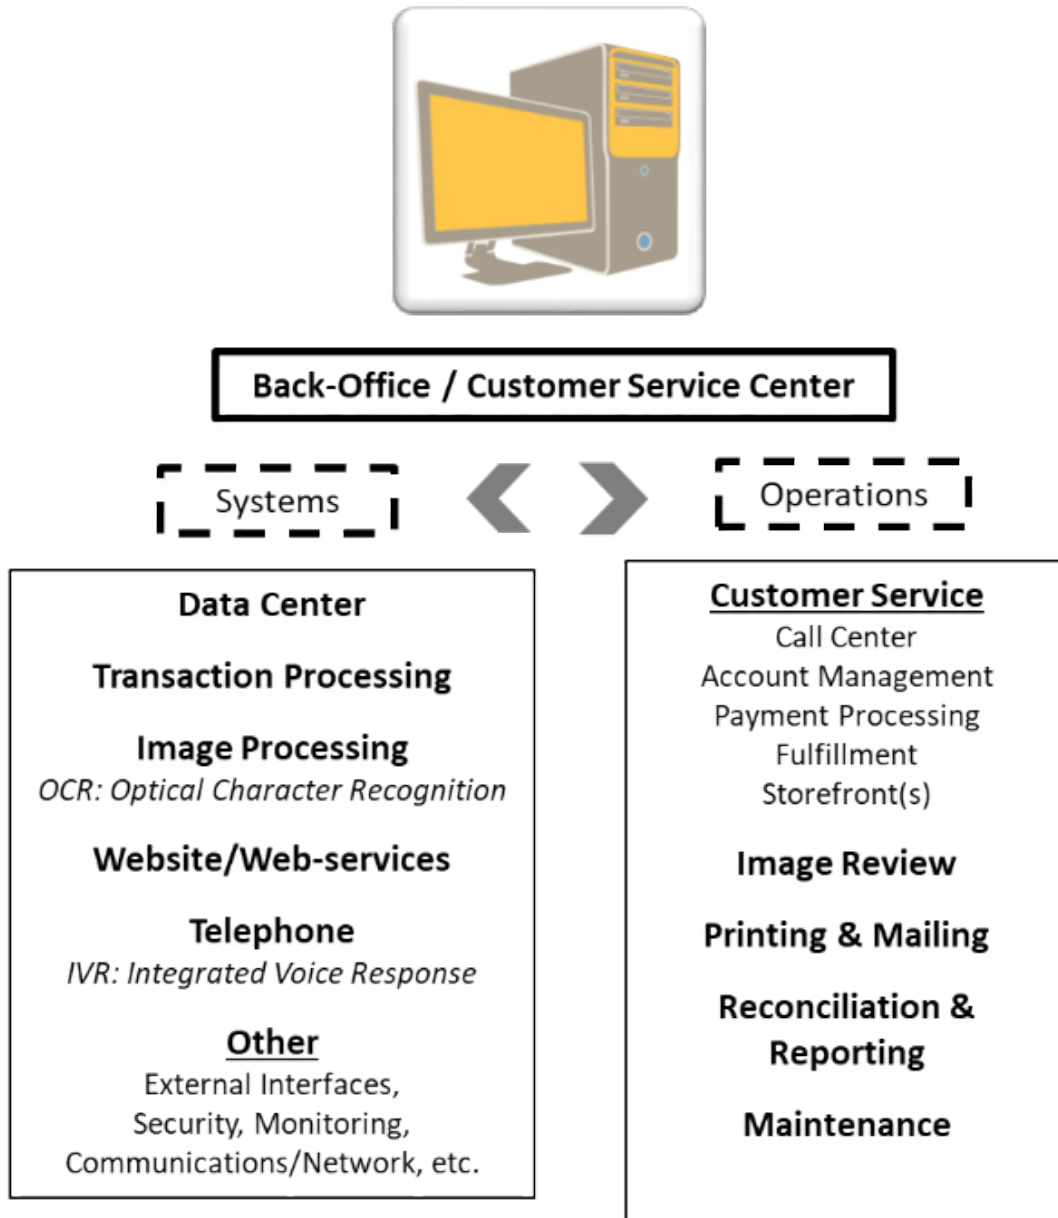 Back-Office / Customer Service Center
Systems
Operations
Data Center
Transaction Processing
Image Processing
OCR: Optical Character Recognition
Website/Web-services
Telephone
IVR: Integrated Voice Response
Other
External Interfaces,
Security, Monitoring,
Communications/Network, etc.
Customer Service
Call Center
Account Management
Payment Processing
Fulfillment
Storefront(s)
Image Review
Printing & Mailing
Reconciliation &
Reporting
Maintenance